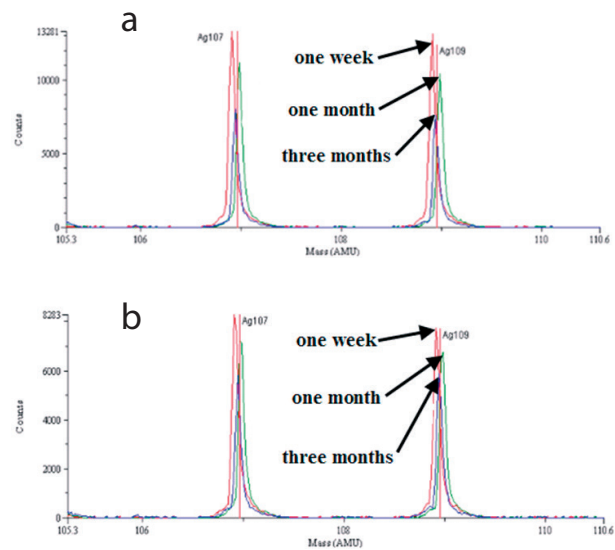 a
13281
10000
5000
0
Counts
Ag107
Ag109
one week
one month
three months
105.3
106
108
110
110.6
Mass (AMU)
b
8283
6000
4000
2000
0
Counts
Ag107
Ag109
one week
one month
three months
105.3
106
108
110
110.6
Mass (AMU)